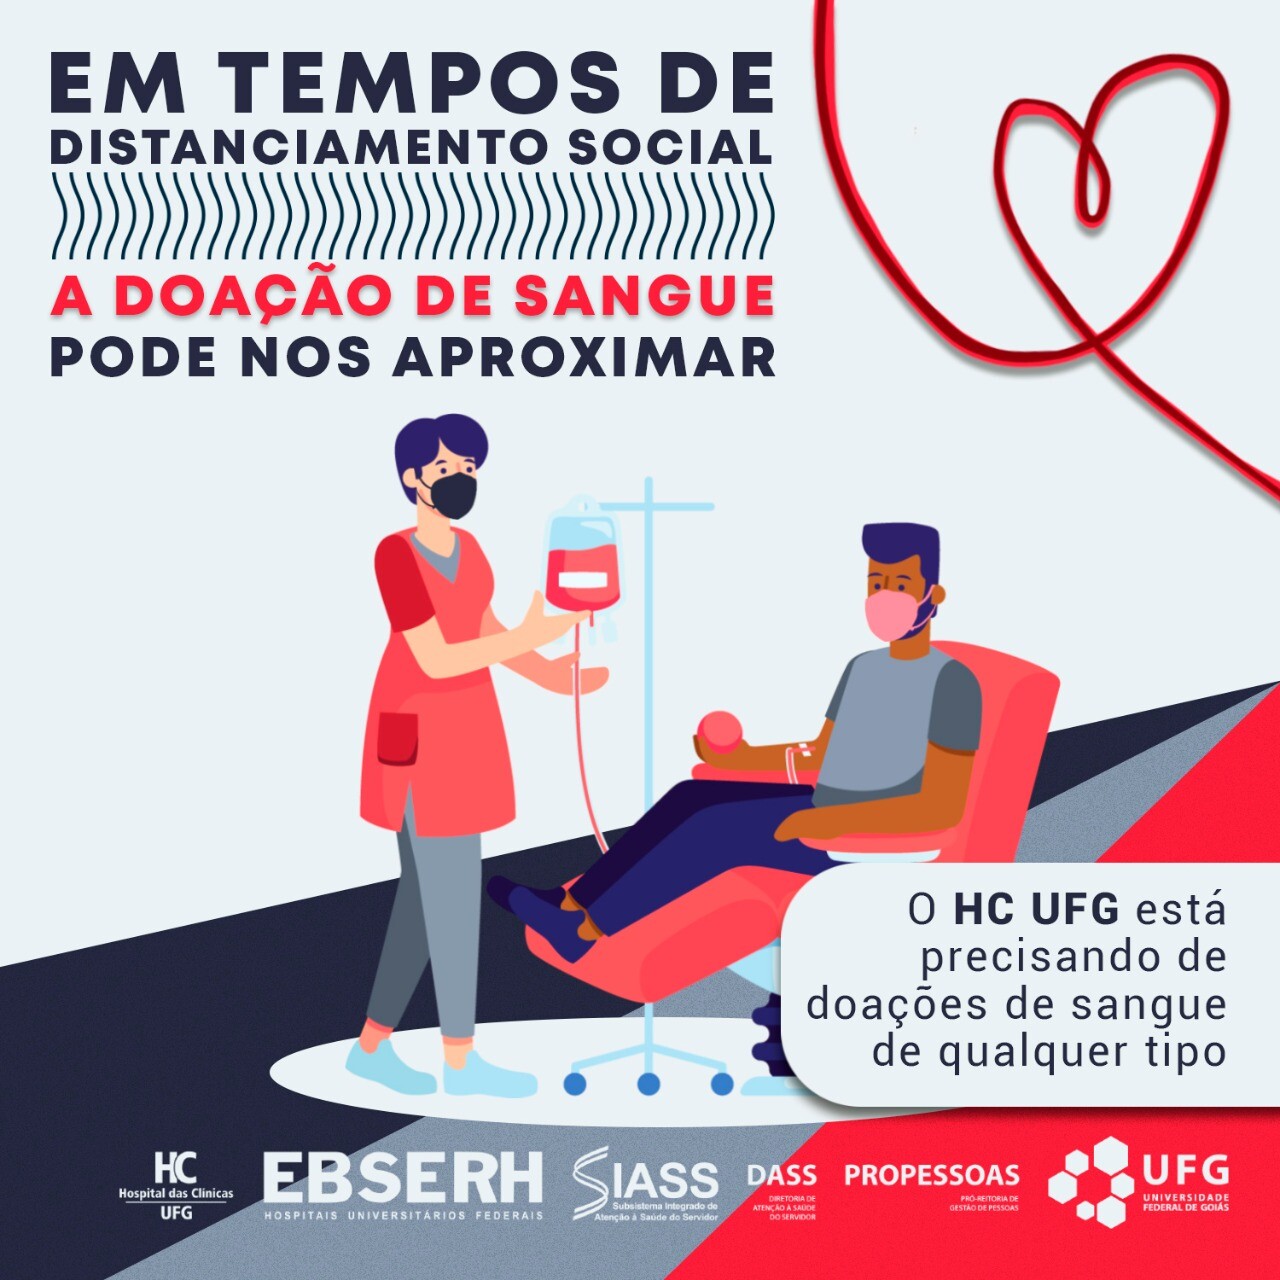 EM TEMPOS DE
DISTANCIAMENTO SOCIAL
A DOAÇÃO DE SANGUE
PODE NOS APROXIMAR
O HC UFG está
precisando de
doações de sangue
de qualquer tipo
HC
Hospital das Clínicas
UFG
EBSERH
HOSPITAIS UNIVERSITÁRIOS FEDERAIS
SIASS
Subsistema Integrado de
Atenção à Saúde do Servidor
DASS
DIRETORIA DE
ATENÇÃO À SAÚDE
DO SERVIDOR
PROPESSOAS
PRÓ-REITORIA DE
GESTÃO DE PESSOAS
UFG
UNIVERSIDADE
FEDERAL DE GOIÁS